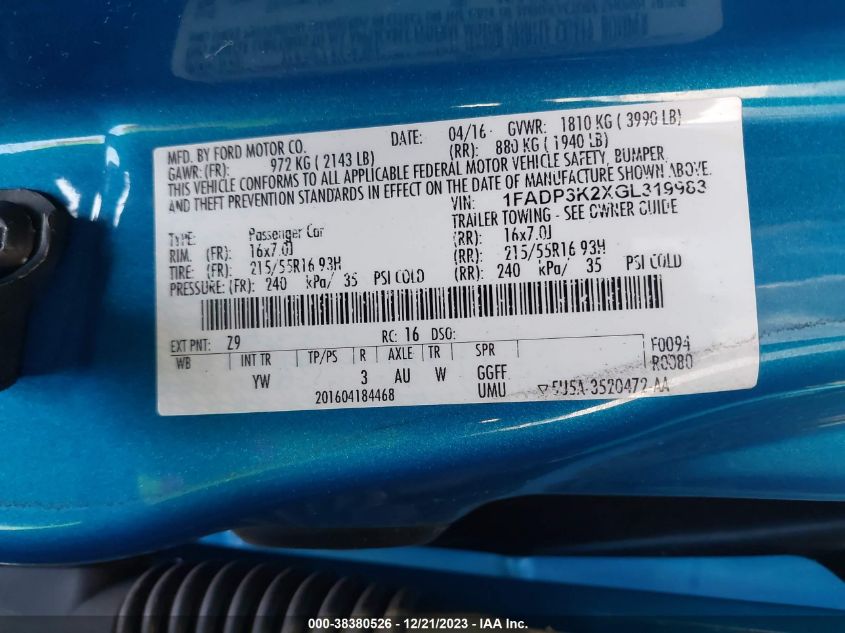 MFD. BY FORD MOTOR CO. DATE: 04/16 GVWR: 1810 KG ( 3990 LB)
GAWR: (FR): 972 KG ( 2143 LB) (RR): 880 KG ( 1940 LB)
THIS VEHICLE CONFORMS TO ALL APPLICABLE FEDERAL MOTOR VEHICLE SAFETY, BUMPER,
AND THEFT PREVENTION STANDARDS IN EFFECT ON THE DATE OF MANUFACTURE SHOWN ABOVE.
VIN: 1FADP3K2XGL319983
TYPE: Passenger Car TRAILER TOWING - SEE OWNER GUIDE
RIM. (FR): 16x7.0J (RR): 16x7.0J
TIRE: (FR): 215/55R16 93H (RR): 215/55R16 93H
PRESSURE: (FR): 240 kPa/ 35 PSI COLD (RR): 240 kPa/ 35 PSI COLD
EXT PNT: Z9 RC: 16 DSO:
WB INT TR TP/PS R AXLE TR SPR F0094
YW 3 AU W GGFF R0080
201604184468 UMU 5U5A-3520472-AA
000-38380526 - 12/21/2023 - IAA Inc.